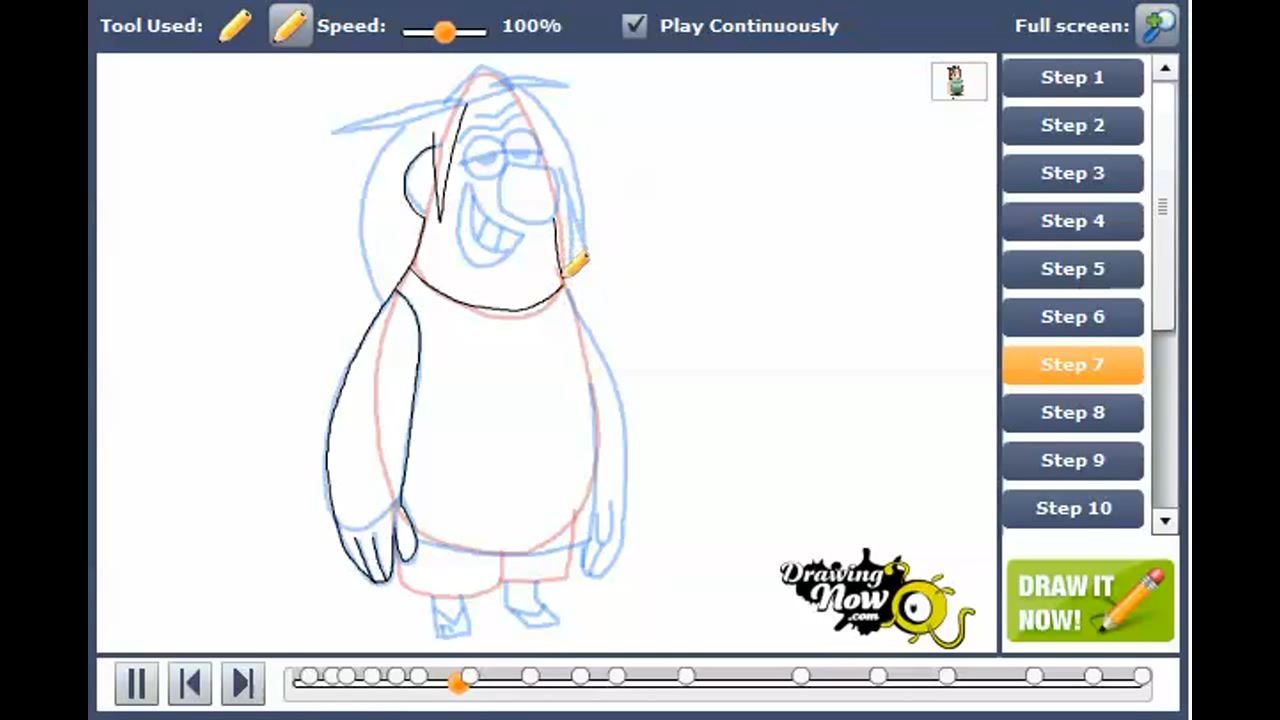 Tool Used: Speed: 100% Play Continuously Full screen:
Step 1
Step 2
Step 3
Step 4
Step 5
Step 6
Step 7
Step 8
Step 9
Step 10
Drawing
Now
.com
DRAW IT
NOW!